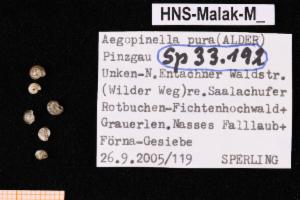 HNS-Malak-M_
Aegopinella pura (ALDER)
Pinzgau Sp 33.192
Unken-N.Entachner Waldstr.
(Wilder Weg)re.Saalachufer
Rotbuchen-Fichtenhochwald+
Grauerlen.Nasses Falllaub+
Förna-Gesiebe
26.9.2005/119 SPERLING